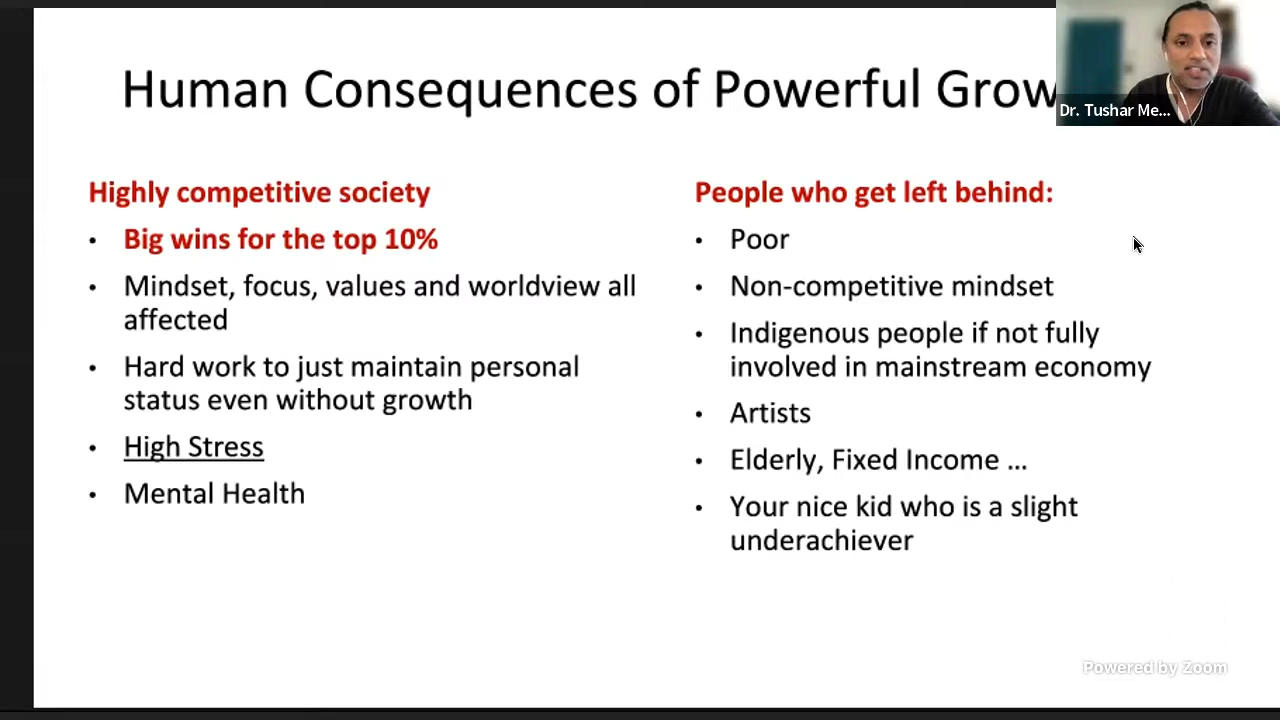 Human Consequences of Powerful Grow
Dr. Tushar Me...
Highly competitive society
• Big wins for the top 10%
• Mindset, focus, values and worldview all
affected
• Hard work to just maintain personal
status even without growth
• High Stress
• Mental Health
People who get left behind:
• Poor
• Non-competitive mindset
• Indigenous people if not fully
involved in mainstream economy
• Artists
• Elderly, Fixed Income ...
• Your nice kid who is a slight
underachiever
Powered by Zoom